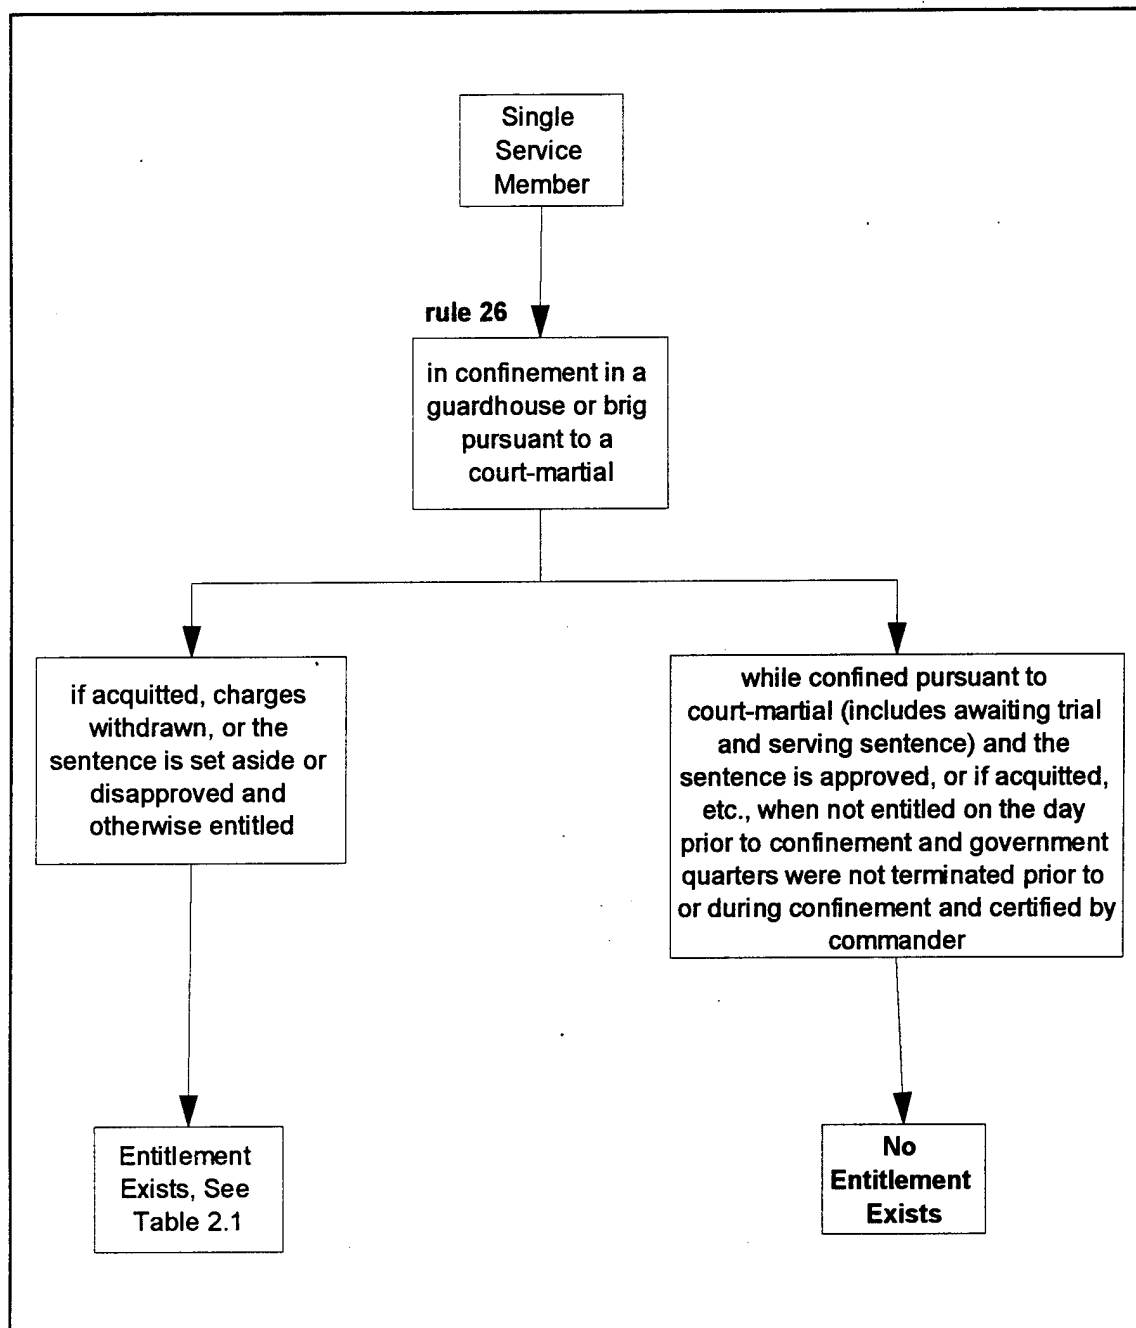 Single
Service
Member
rule 26
in confinement in a
guardhouse or brig
pursuant to a
court-martial
if acquitted, charges
withdrawn, or the
sentence is set aside or
disapproved and
otherwise entitled
while confined pursuant to
court-martial (includes awaiting trial
and serving sentence) and the
sentence is approved, or if acquitted,
etc., when not entitled on the day
prior to confinement and government
quarters were not terminated prior to
or during confinement and certified by
commander
Entitlement
Exists, See
Table 2.1
No
Entitlement
Exists